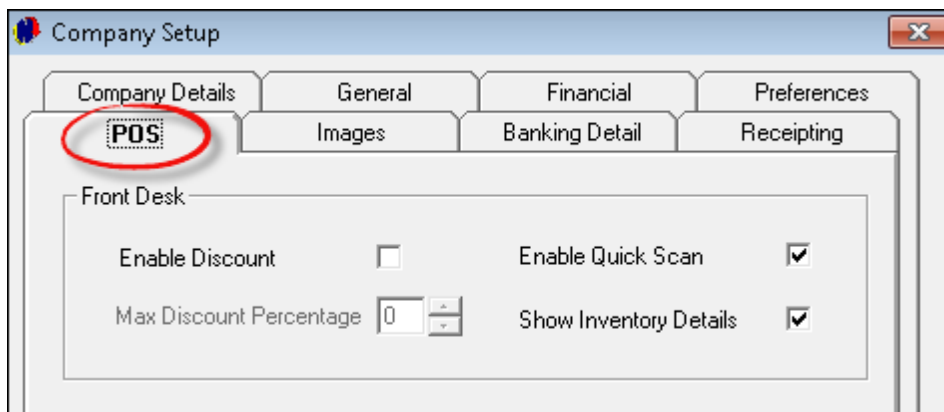 Company Setup
Company Details General Financial Preferences
POS Images Banking Detail Receipting
Front Desk
Enable Discount Enable Quick Scan
Max Discount Percentage 0 Show Inventory Details